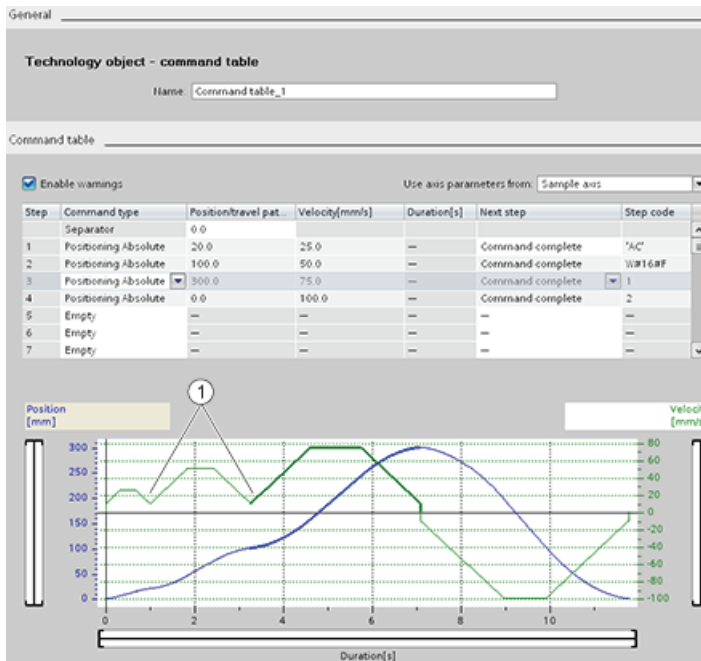 General
Technology object - command table
Name: Command table_1
Command table
Enable warnings Use axis parameters from: Sample axis
Step Command type Position/travel pat... Velocity[mm/s] Duration[s] Next step Step code
Separator 0.0
1 Positioning Absolute 20.0 25.0 — Command complete 'AC'
2 Positioning Absolute 100.0 50.0 — Command complete W#16#F
3 Positioning Absolute 300.0 75.0 — Command complete 1
4 Positioning Absolute 0.0 100.0 — Command complete 2
5 Empty — — — — —
6 Empty — — — — —
7 Empty — — — — —
1
Position
[mm]
Velocit
[mm/s
300 80
250 60
200 40
150 20
100 0
50 -20
0 -40
-60
-80
-100
0 2 4 6 8 10
Duration[s]